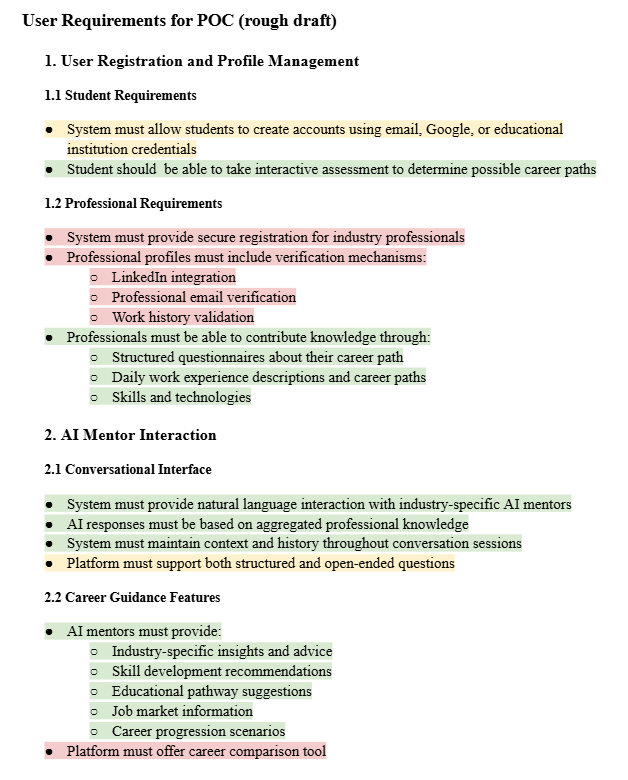 User Requirements for POC (rough draft)
1. User Registration and Profile Management
1.1 Student Requirements
● System must allow students to create accounts using email, Google, or educational
institution credentials
● Student should  be able to take interactive assessment to determine possible career paths
1.2 Professional Requirements
● System must provide secure registration for industry professionals
● Professional profiles must include verification mechanisms:
○ LinkedIn integration
○ Professional email verification
○ Work history validation
● Professionals must be able to contribute knowledge through:
○ Structured questionnaires about their career path
○ Daily work experience descriptions and career paths
○ Skills and technologies
2. AI Mentor Interaction
2.1 Conversational Interface
● System must provide natural language interaction with industry-specific AI mentors
● AI responses must be based on aggregated professional knowledge
● System must maintain context and history throughout conversation sessions
● Platform must support both structured and open-ended questions
2.2 Career Guidance Features
● AI mentors must provide:
○ Industry-specific insights and advice
○ Skill development recommendations
○ Educational pathway suggestions
○ Job market information
○ Career progression scenarios
● Platform must offer career comparison tool